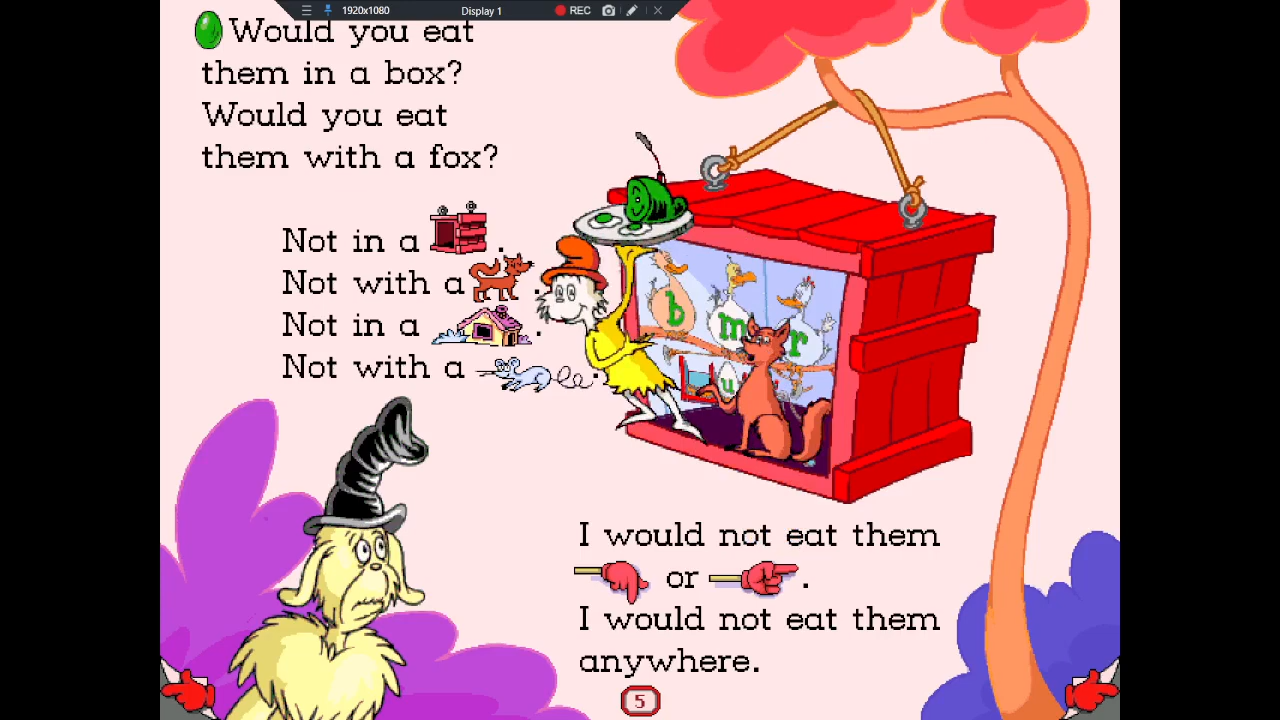 1920x1080 Display 1 REC
Would you eat
them in a box?
Would you eat
them with a fox?
Not in a .
Not with a .
Not in a .
Not with a .
b
m
r
u
I would not eat them
or .
I would not eat them
anywhere.
5